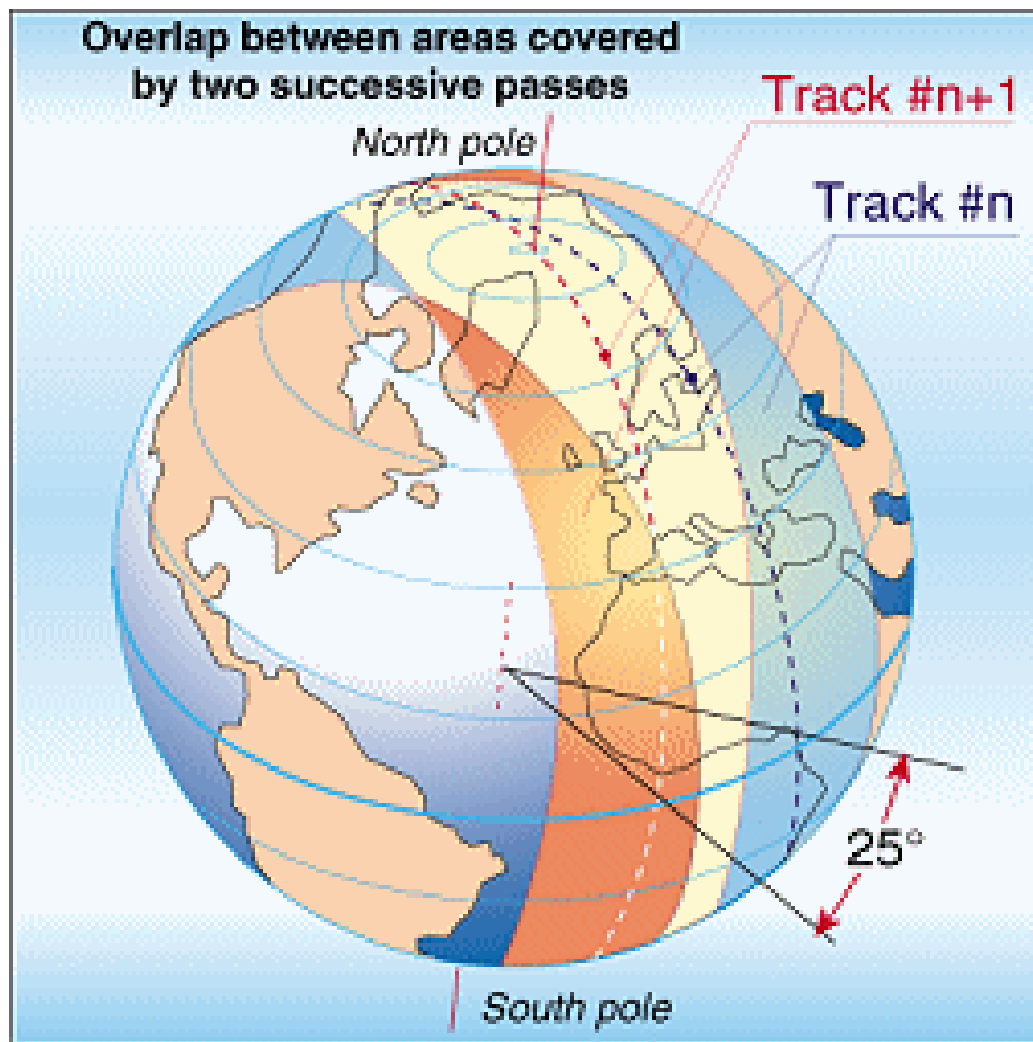 Overlap between areas covered
by two successive passes
Track #n+1
North pole
Track #n
25°
South pole